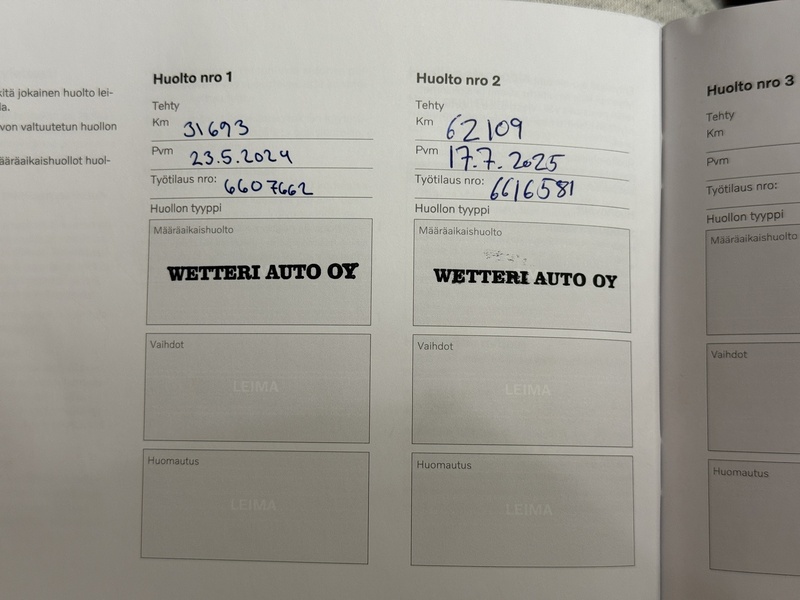 kitä jokainen huolto lei-
la.
von valtuutetun huollon
ääräaikaishuollot huol-
Huolto nro 1
Tehty
Km 31693
Pvm 23.5.2024
Työtilaus nro: 6607662
Huollon tyyppi
Määräaikaishuolto
WETTERI AUTO OY
Vaihdot
LEIMA
Huomautus
LEIMA
Huolto nro 2
Tehty
Km 62109
Pvm 17.7.2025
Työtilaus nro: 6616581
Huollon tyyppi
Määräaikaishuolto
WETTERI AUTO OY
Vaihdot
LEIMA
Huomautus
LEIMA
Huolto nro 3
Tehty
Km
Pvm
Työtilaus nro:
Huollon tyyppi
Määräaikaishuolto
Vaihdot
Huomautus